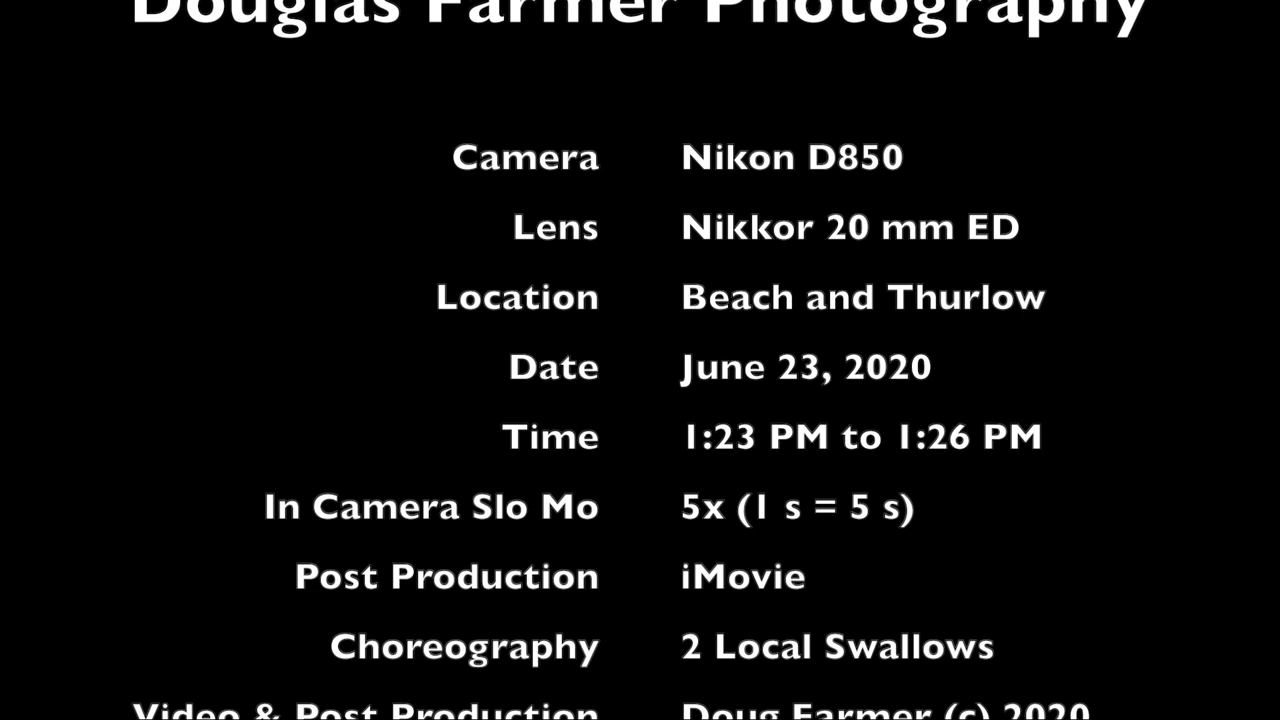 Douglas Farmer Photography
Camera Nikon D850
Lens Nikkor 20 mm ED
Location Beach and Thurlow
Date June 23, 2020
Time 1:23 PM to 1:26 PM
In Camera Slo Mo 5x (1 s = 5 s)
Post Production iMovie
Choreography 2 Local Swallows
Video & Post Production Doug Farmer (c) 2020